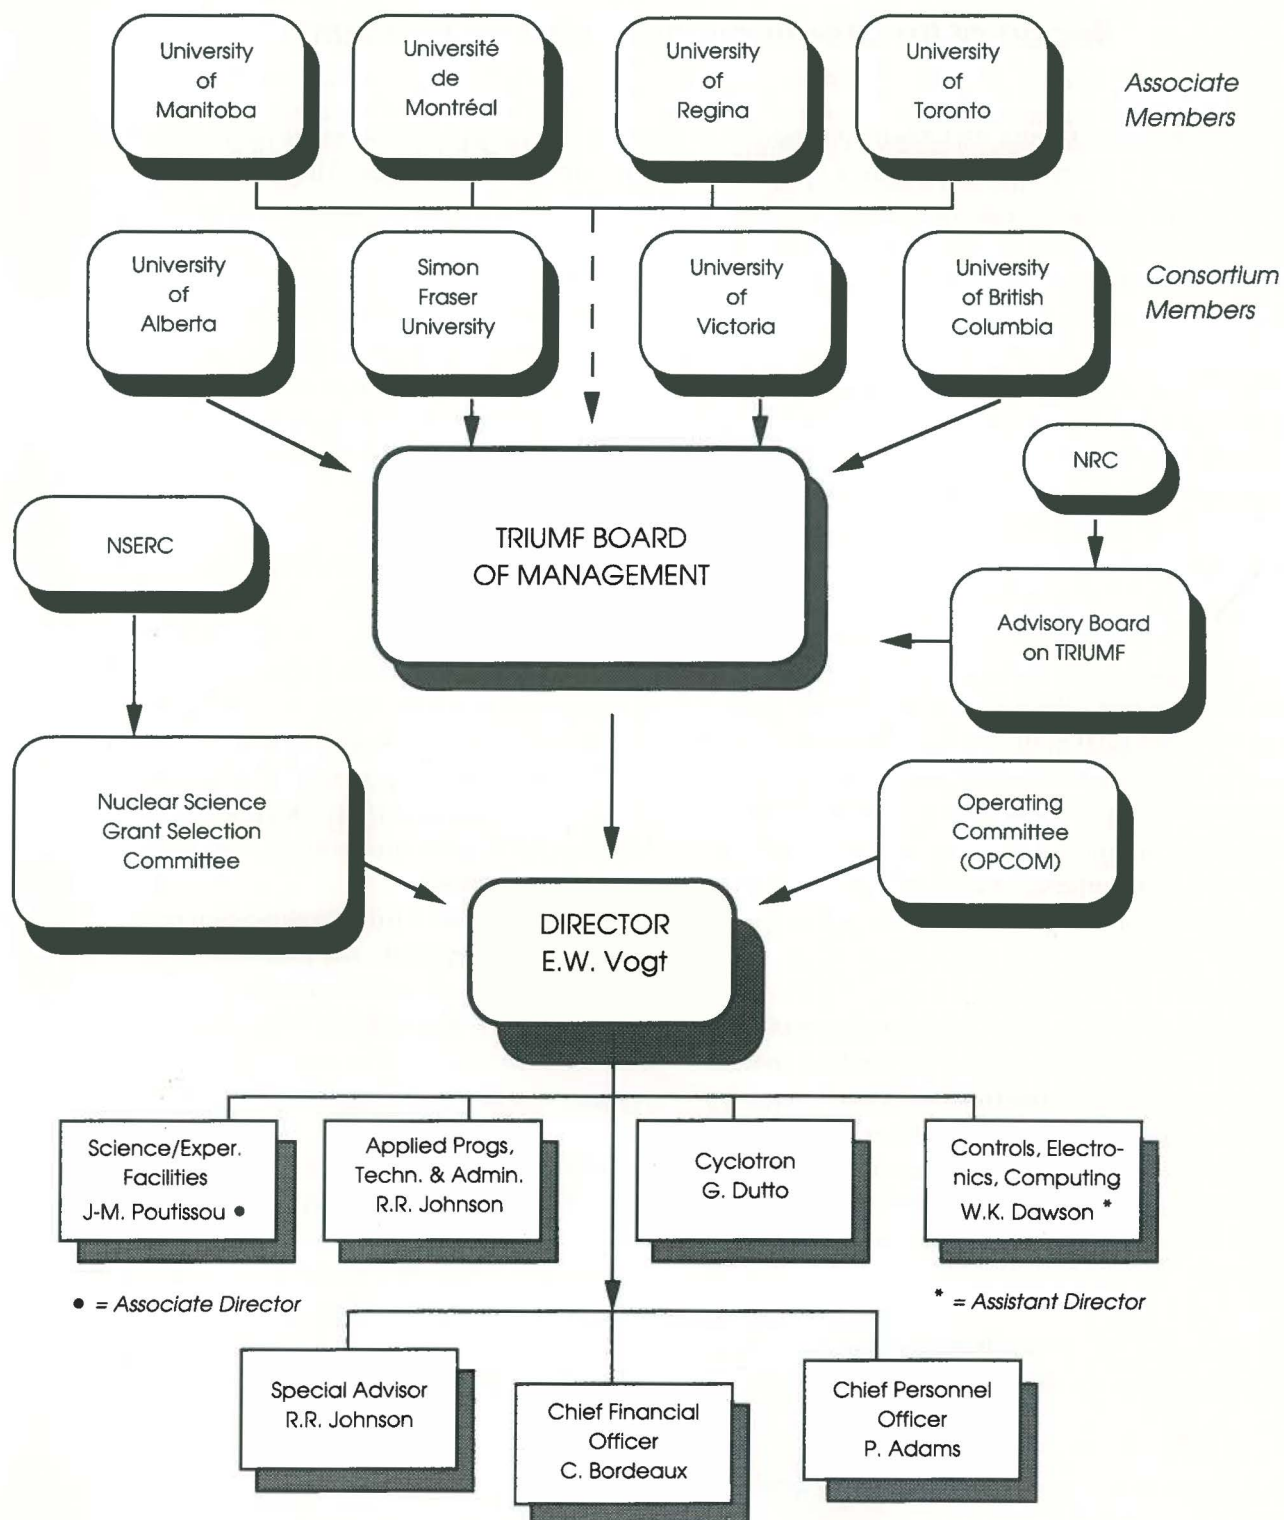 University
of
Manitoba
Université
de
Montréal
University
of
Regina
University
of
Toronto
Associate
Members
University
of
Alberta
Simon
Fraser
University
University
of
Victoria
University
of British
Columbia
Consortium
Members
NRC
NSERC
TRIUMF BOARD
OF MANAGEMENT
Advisory Board
on TRIUMF
Nuclear Science
Grant Selection
Committee
Operating
Committee
(OPCOM)
DIRECTOR
E.W. Vogt
Science/Exper.
Facilities
J-M. Poutissou ●
Applied Progs,
Techn. & Admin.
R.R. Johnson
Cyclotron
G. Dutto
Controls, Electro-
nics, Computing
W.K. Dawson *
● = Associate Director
* = Assistant Director
Special Advisor
R.R. Johnson
Chief Financial
Officer
C. Bordeaux
Chief Personnel
Officer
P. Adams